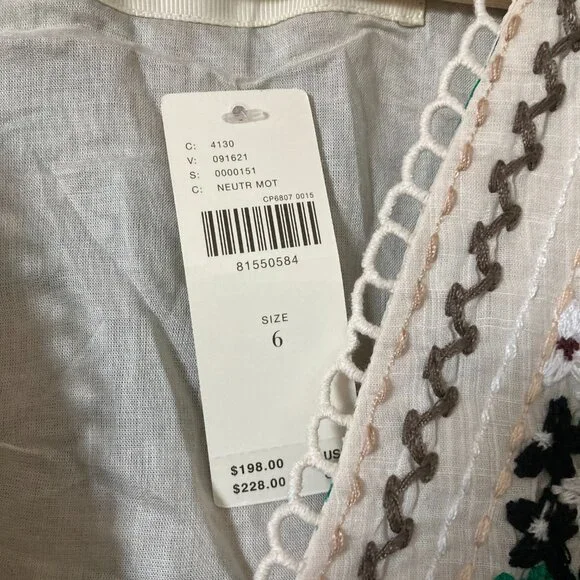 C: 4130
V: 091621
S: 0000151
C: NEUTR MOT
CP6807 0015
81550584
SIZE
6
$198.00 US
$228.00